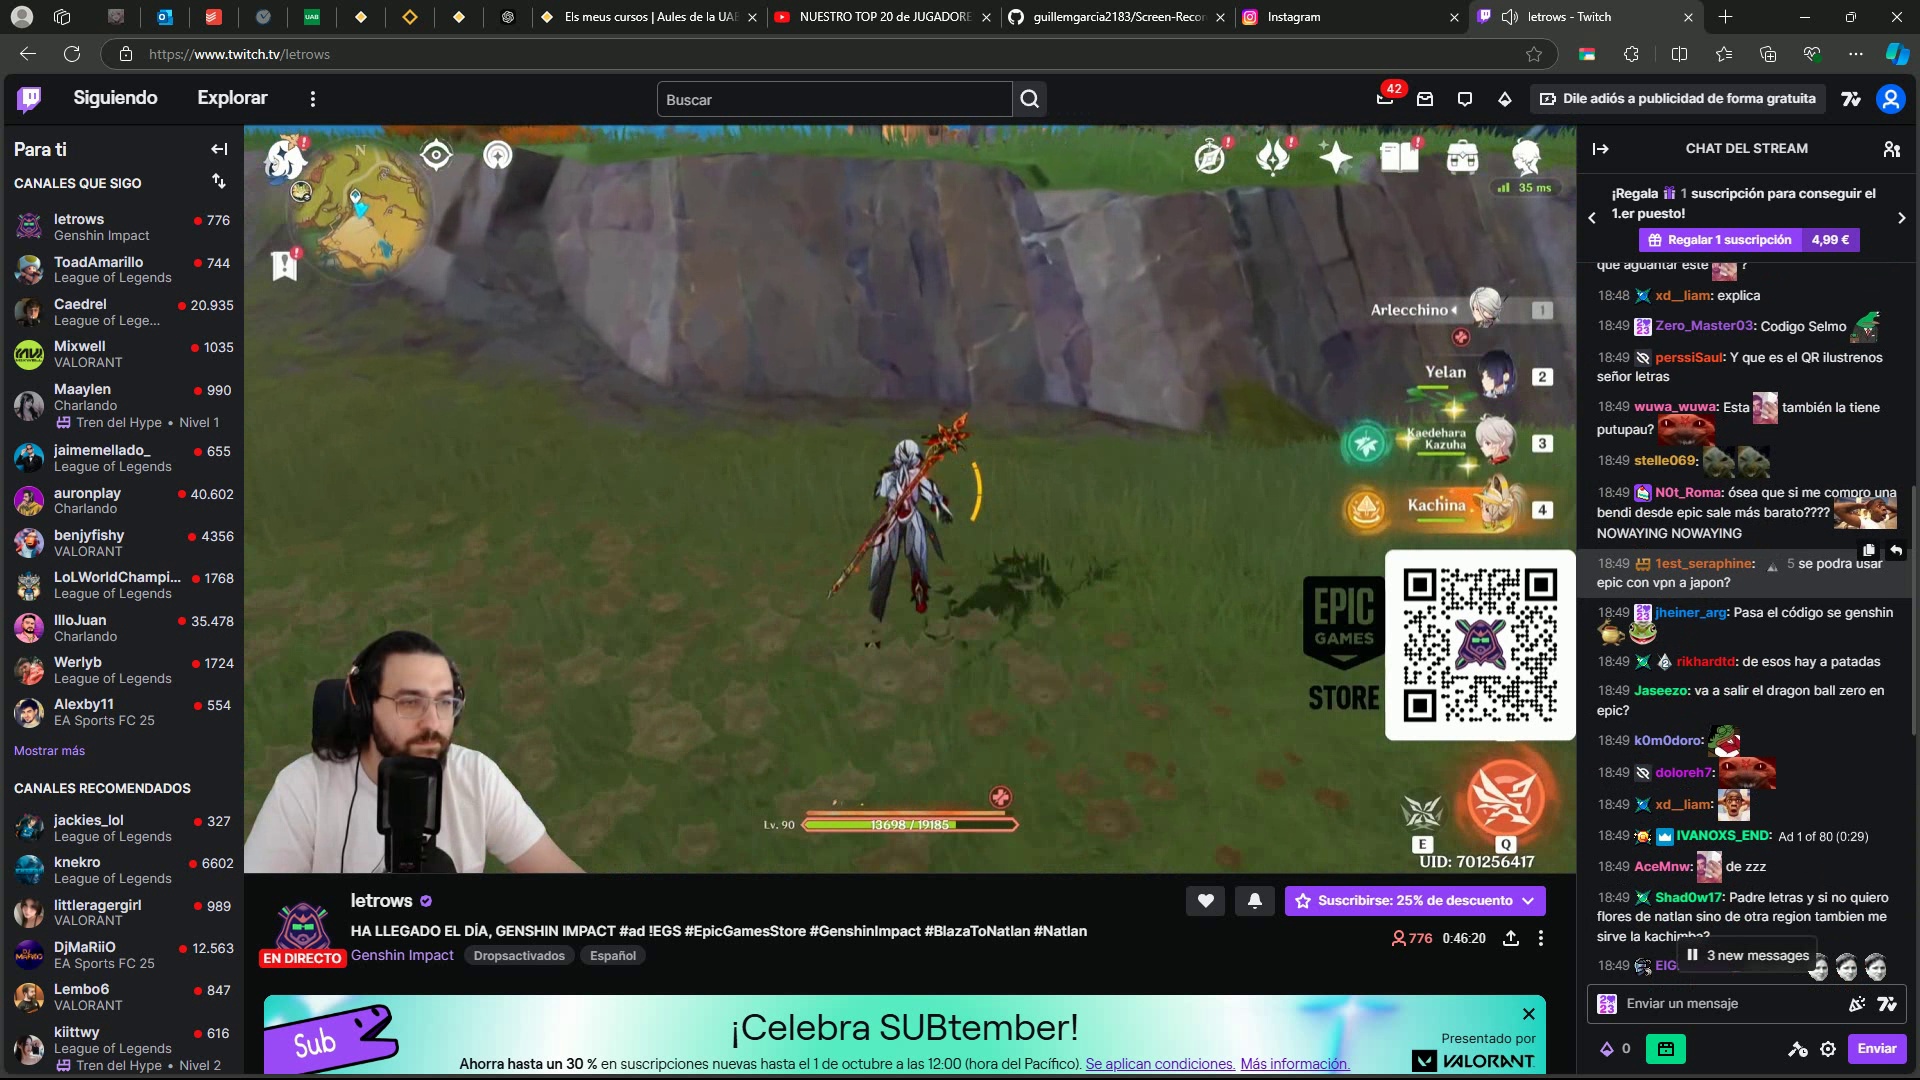 Els meus cursos | Aules de la UAB
NUESTRO TOP 20 de JUGADORE
guillemgarcia2183/Screen-Recor
Instagram
letrows - Twitch
https://www.twitch.tv/letrows
Siguiendo
Explorar
Buscar
42
Dile adiós a publicidad de forma gratuita
Para ti
CANALES QUE SIGO
letrows 776
Genshin Impact
ToadAmarillo 744
League of Legends
Caedrel 20.935
League of Lege...
Mixwell 1035
VALORANT
Maaylen 990
Charlando
Tren del Hype • Nivel 1
jaimemellado_ 655
League of Legends
auronplay 40.602
Charlando
benjyfishy 4356
VALORANT
LoLWorldChampi... 1768
League of Legends
IlloJuan 35.478
Charlando
Werlyb 1724
League of Legends
Alexby11 554
EA Sports FC 25
Mostrar más
CANALES RECOMENDADOS
jackies_lol 327
League of Legends
knekro 6602
League of Legends
littleragergirl 989
VALORANT
DjMaRiiO 12.563
EA Sports FC 25
Lembo6 847
VALORANT
kiittwy 616
League of Legends
Tren del Hype • Nivel 2
N
35 ms
Arlecchino 1
Yelan 2
Kaedehara
Kazuha 3
Kachina 4
EPIC
GAMES
STORE
Lv. 90 13698 / 19185
E Q
UID: 701256417
letrows
HA LLEGADO EL DÍA, GENSHIN IMPACT #ad !EGS #EpicGamesStore #GenshinImpact #BlazaToNatlan #Natlan
EN DIRECTO
Genshin Impact Dropsactivados Español
Suscribirse: 25% de descuento
776 0:46:20
Sub
¡Celebra SUBtember!
Ahorra hasta un 30 % en suscripciones nuevas hasta el 1 de octubre a las 12:00 (hora del Pacífico). Se aplican condiciones. Más información.
Presentado por
VALORANT
CHAT DEL STREAM
¡Regala 1 suscripción para conseguir el
1.er puesto!
Regalar 1 suscripción 4,99 €
que aguantar este ?
18:48 xd__liam: explica
18:49 Zero_Master03: Codigo Selmo
18:49 perssiSaul: Y que es el QR ilustrenos
señor letras
18:49 wuwa_wuwa: Esta también la tiene
putupau?
18:49 stelle069:
18:49 N0t_Roma: ósea que si me compro una
bendi desde epic sale más barato????
NOWAYING NOWAYING
18:49 1est_seraphine: 5 se podra usar
epic con vpn a japon?
18:49 jheiner_arg: Pasa el código se genshin
18:49 rikhardtd: de esos hay a patadas
18:49 Jaseezo: va a salir el dragon ball zero en
epic?
18:49 k0m0doro:
18:49 doloreh7:
18:49 xd__liam:
18:49 IVANOXS_END: Ad 1 of 80 (0:29)
18:49 AceMnw: de zzz
18:49 Shad0w17: Padre letras y si no quiero
flores de natlan sino de otra region tambien me
sirve la kachimba?
18:49 EIG
3 new messages
Enviar un mensaje
0
Enviar